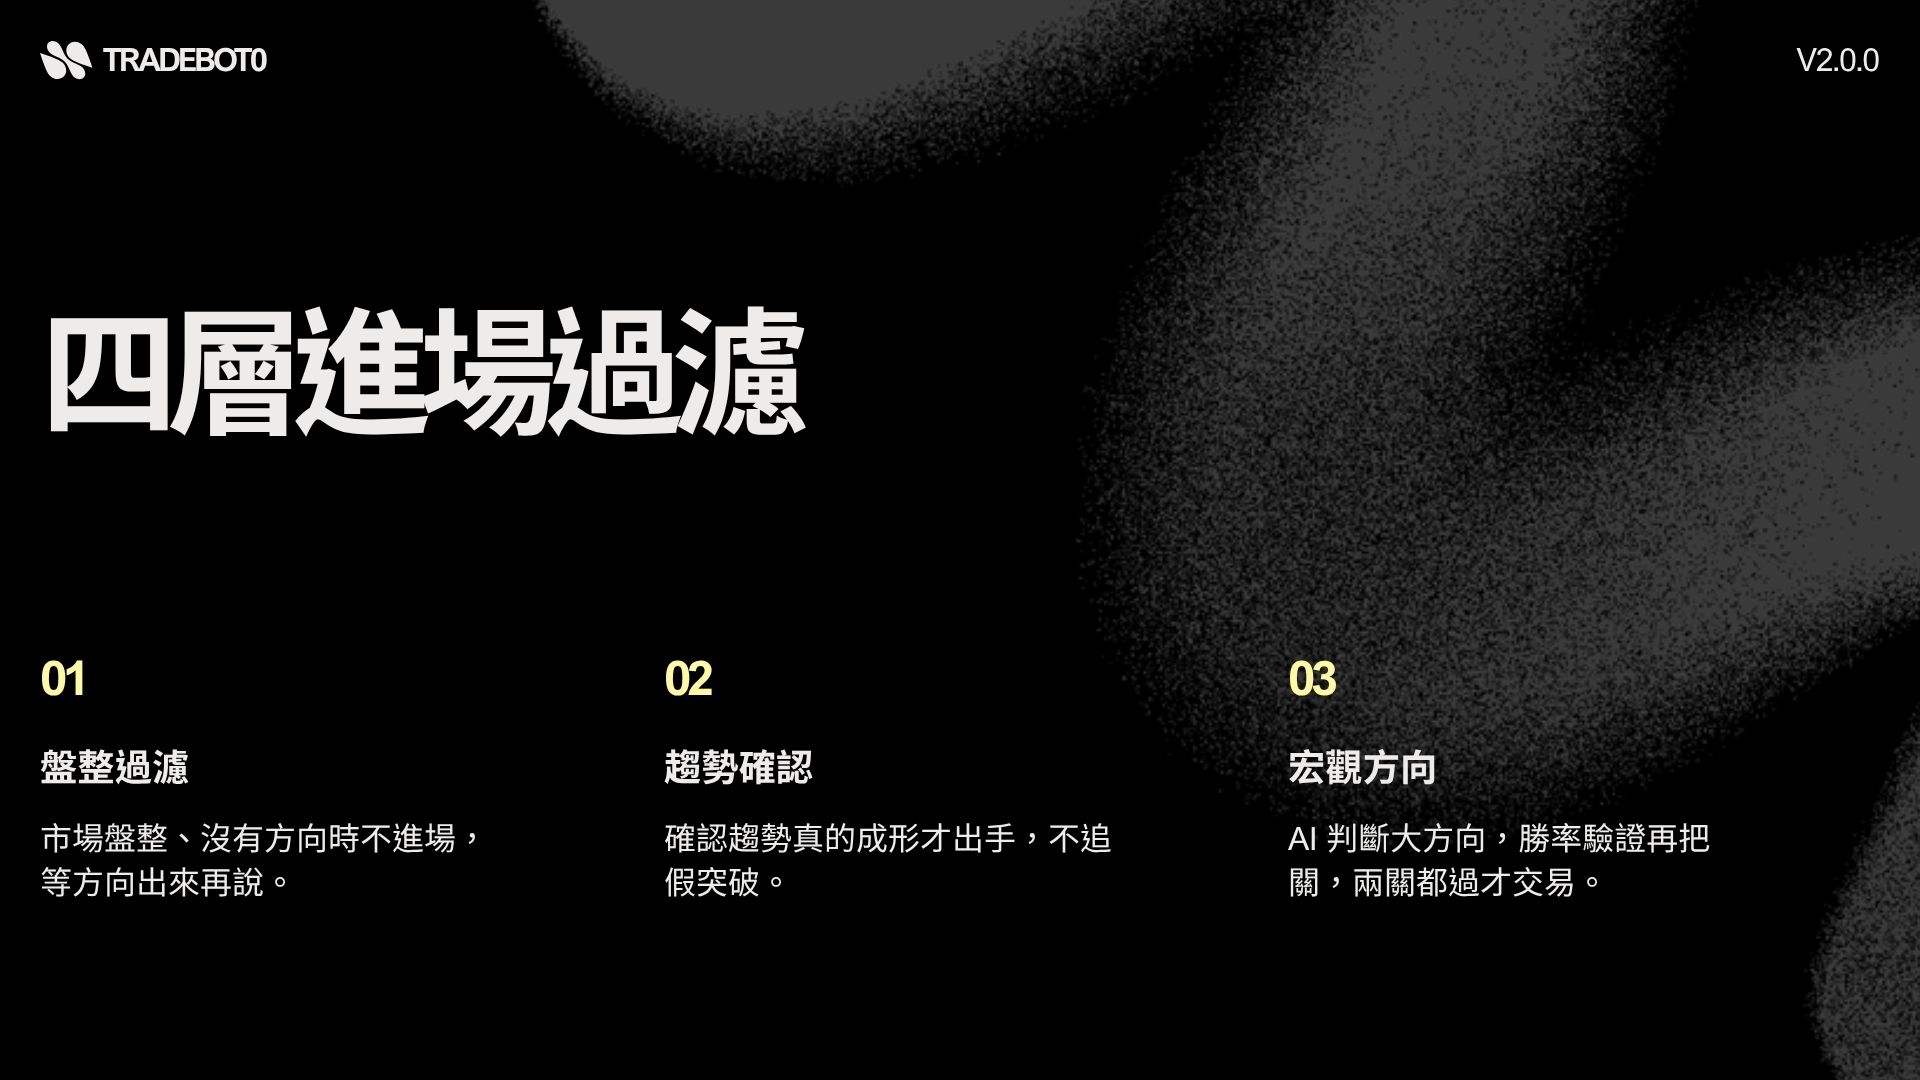 TRADEBOT0
V2.0.0
四層進場過濾
01
盤整過濾
市場盤整、沒有方向時不進場，
等方向出來再說。
02
趨勢確認
確認趨勢真的成形才出手，不追
假突破。
03
宏觀方向
AI 判斷大方向，勝率驗證再把
關，兩關都過才交易。